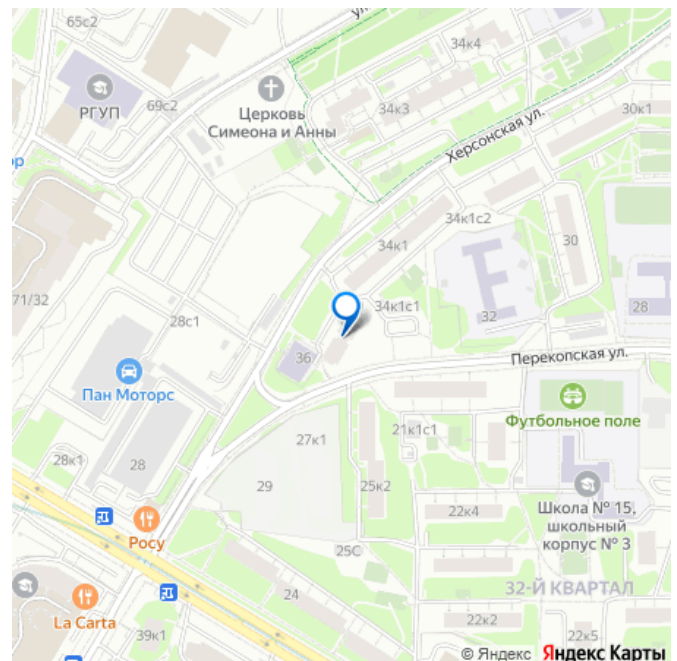 65с2
ул.
34к4
РГУП
69с2
Церковь
Симеона и Анны
34к3
Херсонская ул.
30к1
ор
34к1с2
34к1
30
71/32
28с1
34к1с1
32
28
36
Перекопская ул.
Пан Моторс
Футбольное поле
27к1
21к1с1
28к1
28
29
25к2
Школа № 15,
школьный
корпус № 3
22к4
Росу
25С
24
32-Й КВАРТАЛ
La Carta
39к1
22к2
22к5
© Яндекс Яндекс Карты